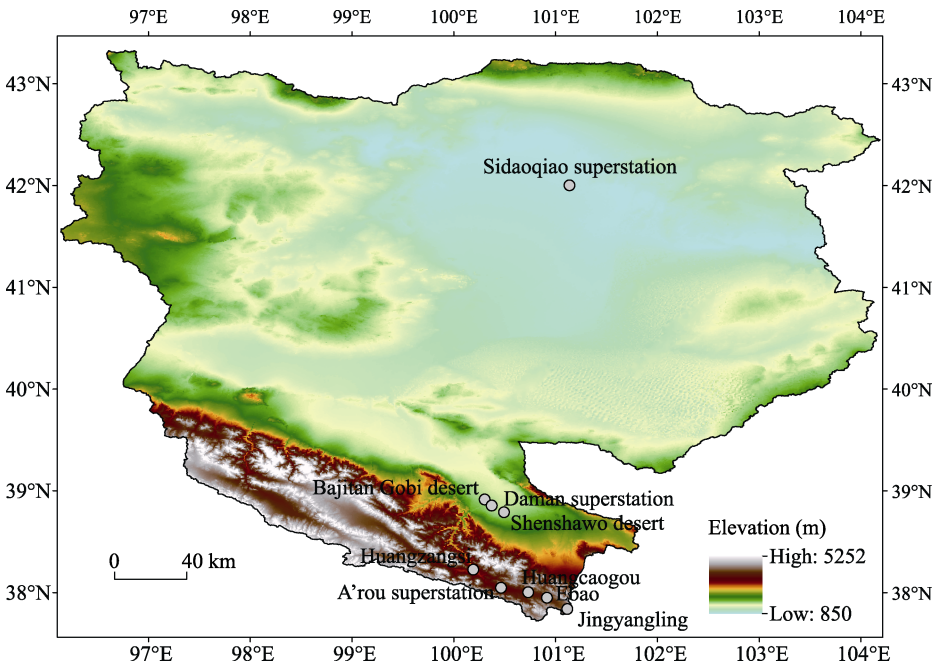 97°E 98°E 99°E 100°E 101°E 102°E 103°E 104°E
43°N 43°N
Sidaoqiao superstation
42°N 42°N
41°N 41°N
40°N 40°N
39°N 39°N
Bajitan Gobi desert
Daman superstation
Shenshawo desert
Elevation (m)
High: 5252
Low: 850
0 40 km
Huangzangsi
Huangcaogou
38°N 38°N
A'rou superstation
Ebao
Jingyangling
97°E 98°E 99°E 100°E 101°E 102°E 103°E 104°E